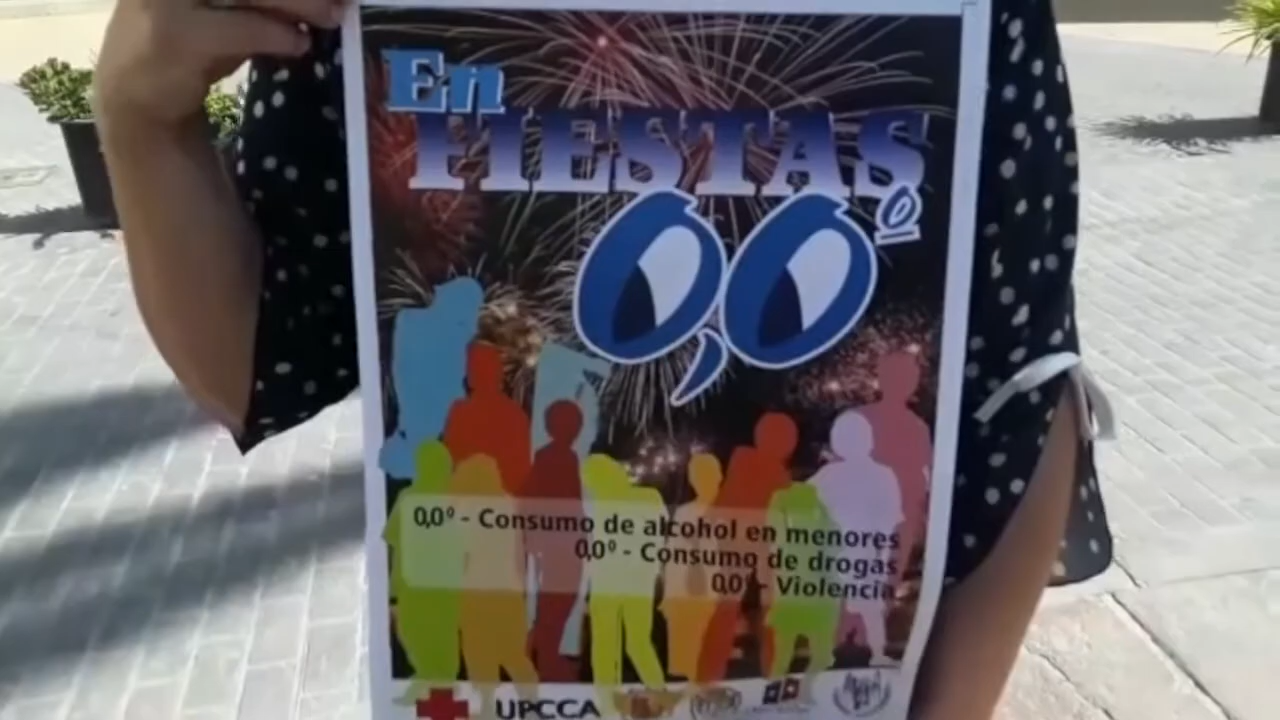 En
FIESTAS
0,0º
0,0º - Consumo de alcohol en menores
0,0º - Consumo de drogas
0,0º - Violencia
UPCCA